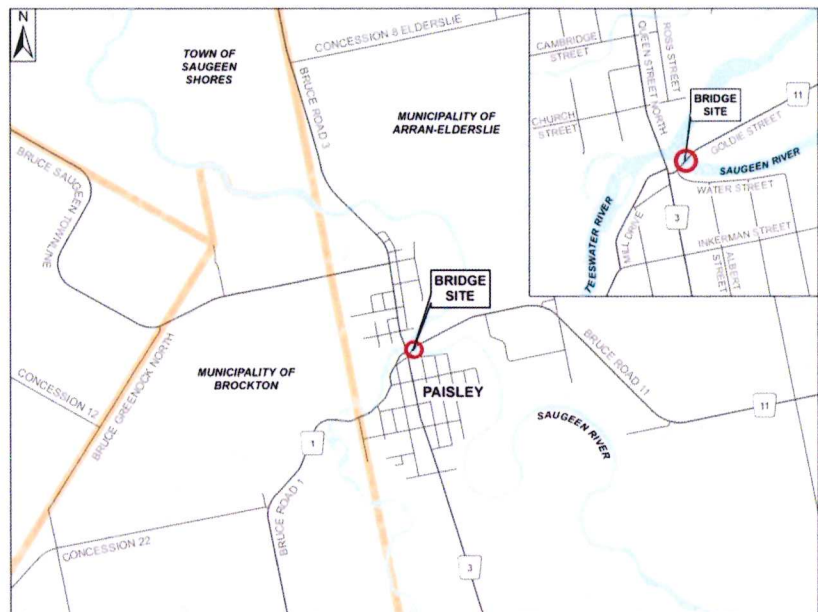 N
TOWN OF
SAUGEEN
SHORES
CONCESSION 8 ELDERSLIE
BRUCE ROAD 3
MUNICIPALITY OF
ARRAN-ELDERSLIE
BRUCE SAUGEEN TOWNLINE
BRIDGE
SITE
MUNICIPALITY OF
BROCKTON
PAISLEY
BRUCE GREENOCK NORTH
CONCESSION 12
BRUCE ROAD 11
11
SAUGEEN
RIVER
1
BRUCE ROAD 1
CONCESSION 22
3
CAMBRIDGE
STREET
QUEEN STREET NORTH
ROSS STREET
BRIDGE
SITE
11
CHURCH
STREET
GOLDIE STREET
SAUGEEN RIVER
WATER STREET
TEESWATER RIVER
MILL DRIVE
3
INKERMAN STREET
ALBERT
STREET